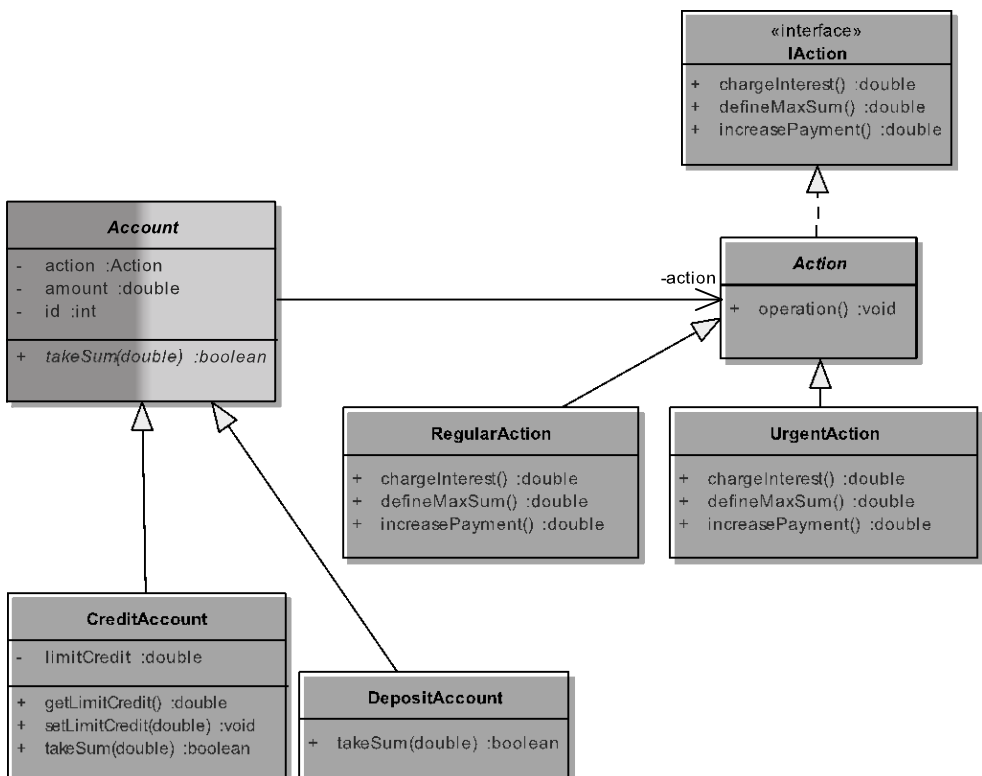 «interface»
IAction
+ chargeInterest() :double
+ defineMaxSum() :double
+ increasePayment() :double
Account
- action :Action
- amount :double
- id :int
+ takeSum(double) :boolean
-action
Action
+ operation() :void
RegularAction
+ chargeInterest() :double
+ defineMaxSum() :double
+ increasePayment() :double
UrgentAction
+ chargeInterest() :double
+ defineMaxSum() :double
+ increasePayment() :double
CreditAccount
- limitCredit :double
+ getLimitCredit() :double
+ setLimitCredit(double) :void
+ takeSum(double) :boolean
DepositAccount
+ takeSum(double) :boolean